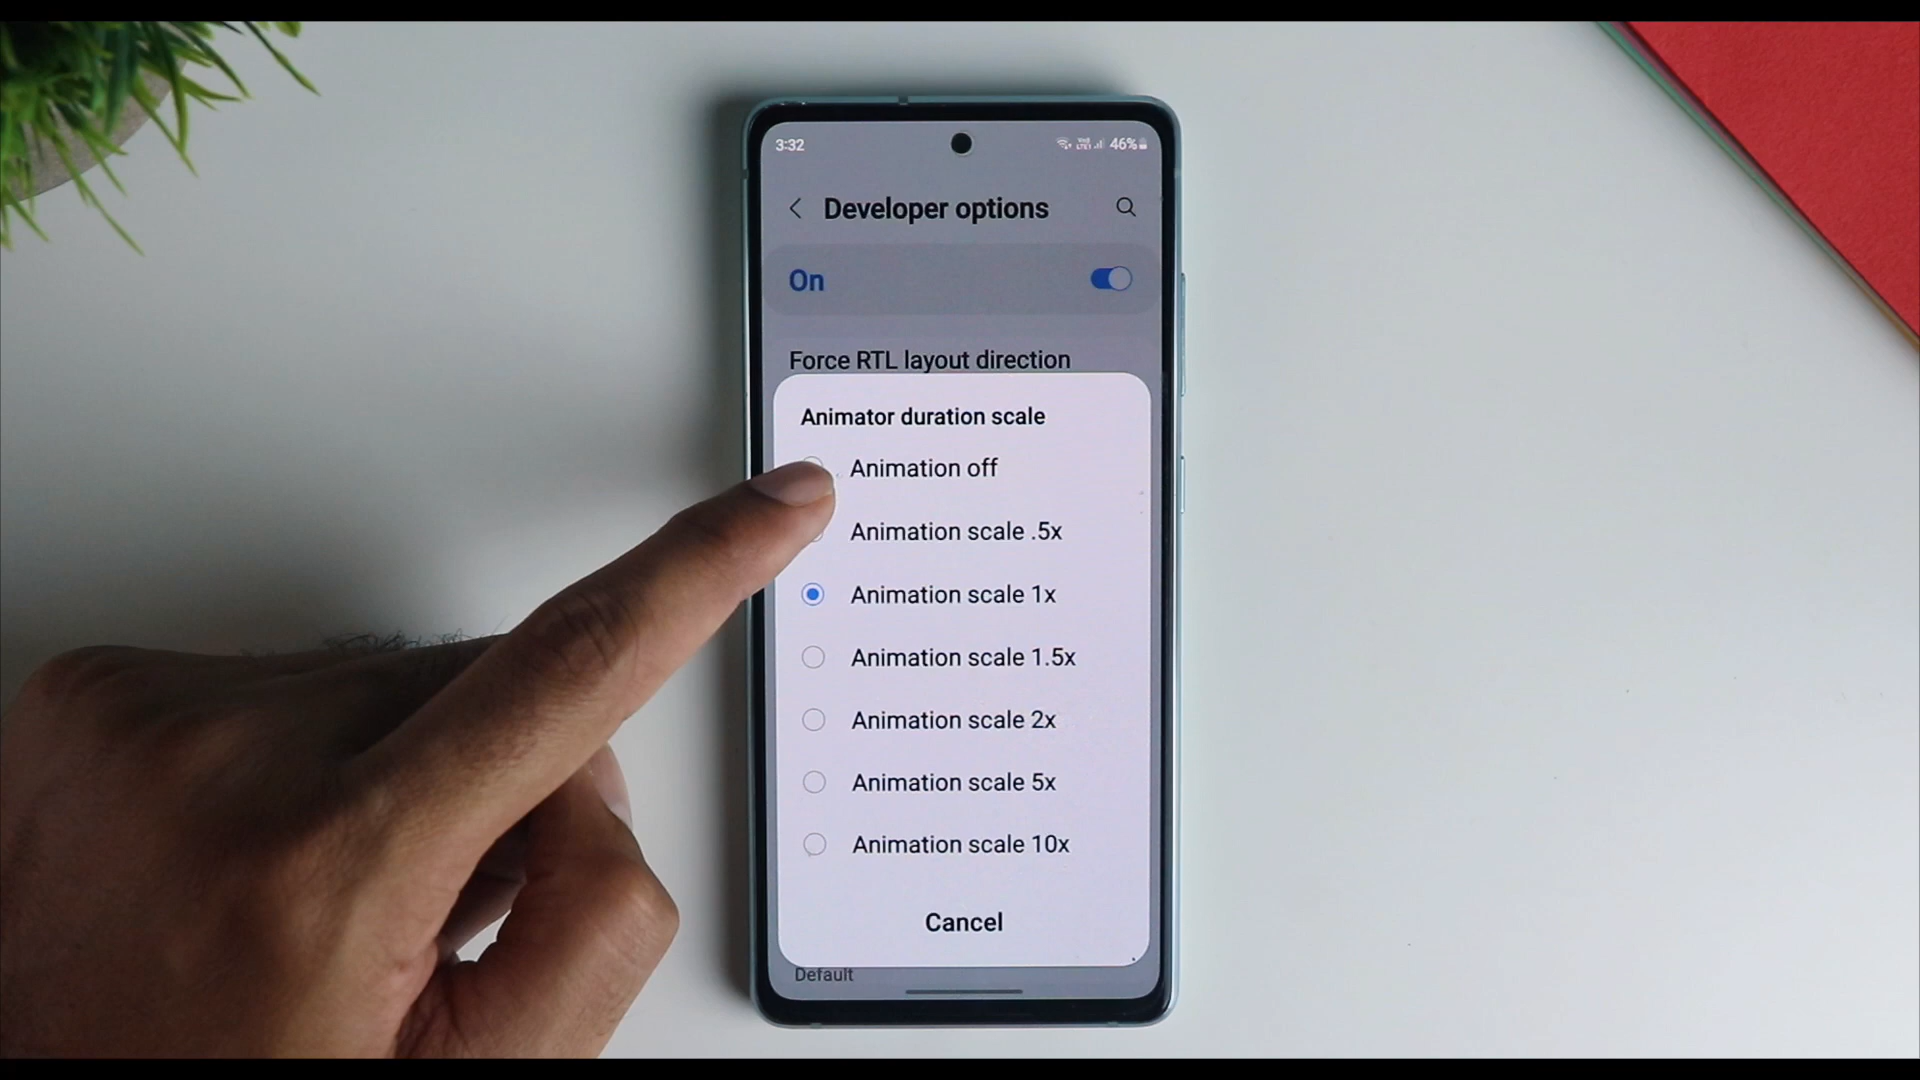 3:32
46%
Developer options
On
Force RTL layout direction
Animator duration scale
Animation off
Animation scale .5x
Animation scale 1x
Animation scale 1.5x
Animation scale 2x
Animation scale 5x
Animation scale 10x
Cancel
Default